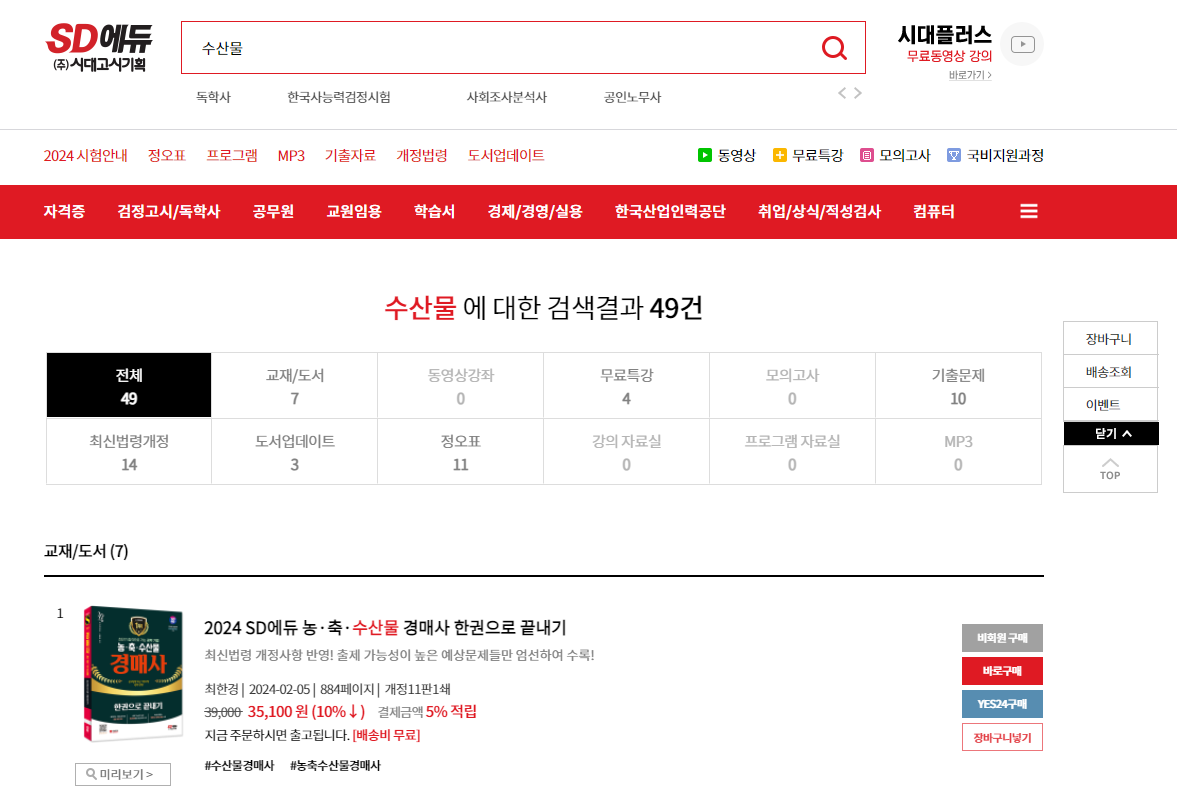 SD에듀
(주)시대고시기획
수산물
시대플러스
무료동영상 강의
바로가기 >
독학사 한국사능력검정시험 사회조사분석사 공인노무사 < >
2024 시험안내 정오표 프로그램 MP3 기출자료 개정법령 도서업데이트 동영상 무료특강 모의고사 국비지원과정
자격증 검정고시/독학사 공무원 교원임용 학습서 경제/경영/실용 한국산업인력공단 취업/상식/적성검사 컴퓨터
수산물 에 대한 검색결과 49건
전체 교재/도서 동영상강좌 무료특강 모의고사 기출문제
49 7 0 4 0 10
최신법령개정 도서업데이트 정오표 강의 자료실 프로그램 자료실 MP3
14 3 11 0 0 0
장바구니
배송조회
이벤트
닫기
TOP
교재/도서 (7)
1
농·축·수산물
경매사
한권으로 끝내기
미리보기 >
2024 SD에듀 농·축·수산물 경매사 한권으로 끝내기
최신법령 개정사항 반영! 출제 가능성이 높은 예상문제들만 엄선하여 수록!
최한경 | 2024-02-05 | 884페이지 | 개정11판1쇄
39,000 35,100 원 (10%↓) 결제금액 5% 적립
지금 주문하시면 출고됩니다. [배송비 무료]
#수산물경매사 #농축수산물경매사
비회원 구매
바로구매
YES24구매
장바구니넣기